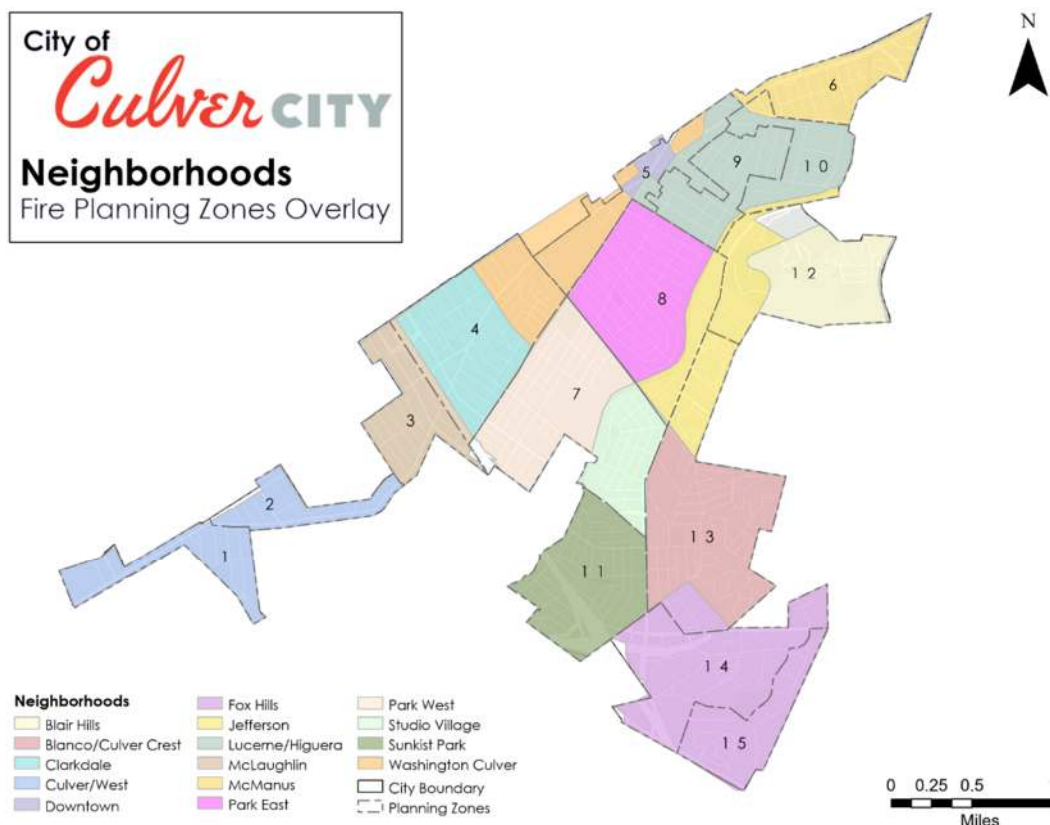 City of
Culver CITY
Neighborhoods
Fire Planning Zones Overlay
N
6
5
9
10
12
8
4
7
3
2
1
13
11
14
15
Neighborhoods
Blair Hills
Blanco/Culver Crest
Clarkdale
Culver/West
Downtown
Fox Hills
Jefferson
Lucerne/Higuera
McLaughlin
McManus
Park East
Park West
Studio Village
Sunkist Park
Washington Culver
City Boundary
Planning Zones
0 0.25 0.5
Miles